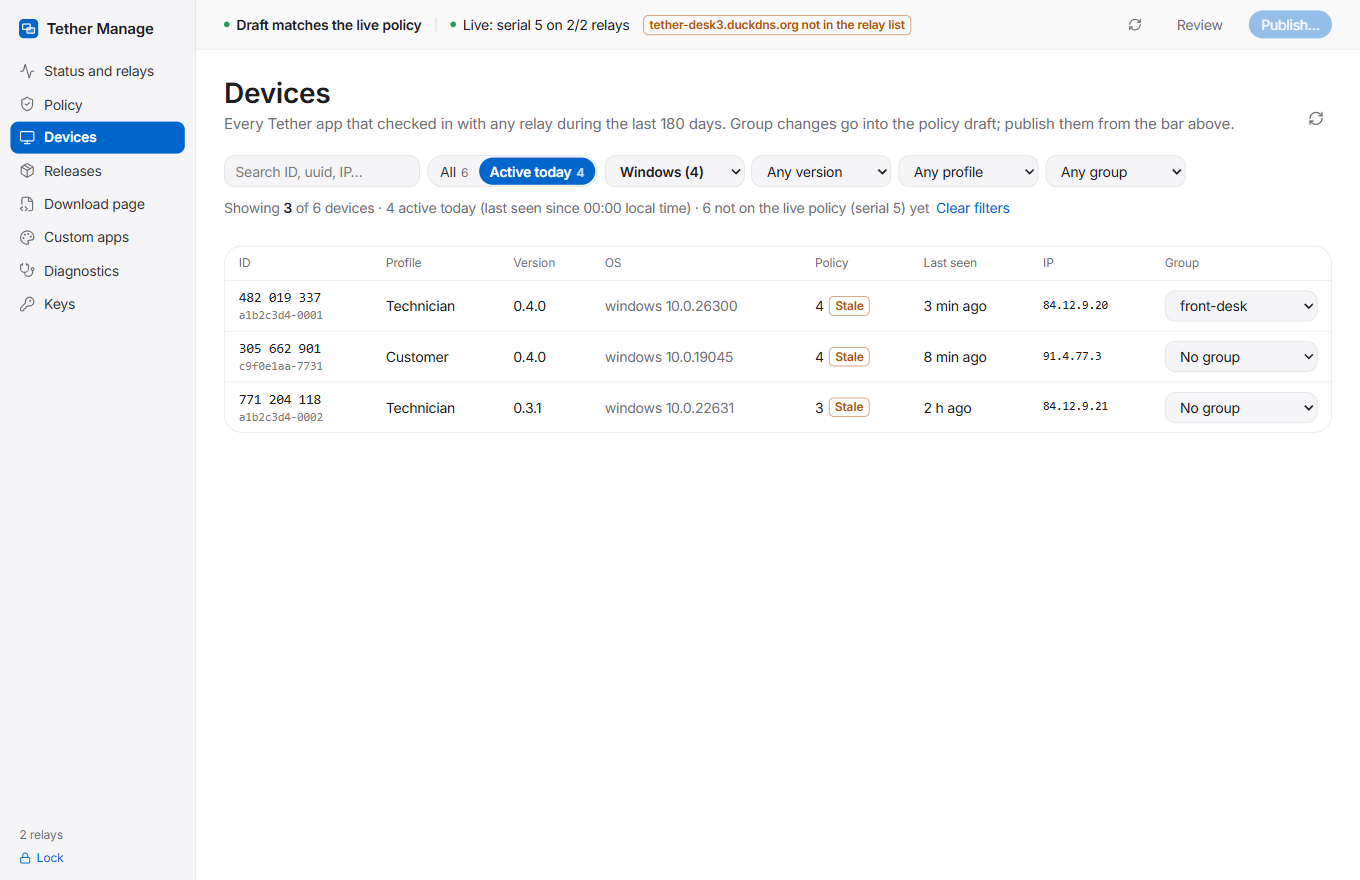 Tether Manage
Status and relays
Policy
Devices
Releases
Download page
Custom apps
Diagnostics
Keys
2 relays
Lock
Draft matches the live policy
Live: serial 5 on 2/2 relays
tether-desk3.duckdns.org not in the relay list
Review
Publish...
Devices
Every Tether app that checked in with any relay during the last 180 days. Group changes go into the policy draft; publish them from the bar above.
Search ID, uuid, IP...
All 6
Active today 4
Windows (4)
Any version
Any profile
Any group
Showing 3 of 6 devices · 4 active today (last seen since 00:00 local time) · 6 not on the live policy (serial 5) yet Clear filters
ID Profile Version OS Policy Last seen IP Group
482 019 337
a1b2c3d4-0001
Technician 0.4.0 windows 10.0.26300 4 Stale 3 min ago 84.12.9.20 front-desk
305 662 901
c9f0e1aa-7731
Customer 0.4.0 windows 10.0.19045 4 Stale 8 min ago 91.4.77.3 No group
771 204 118
a1b2c3d4-0002
Technician 0.3.1 windows 10.0.22631 3 Stale 2 h ago 84.12.9.21 No group